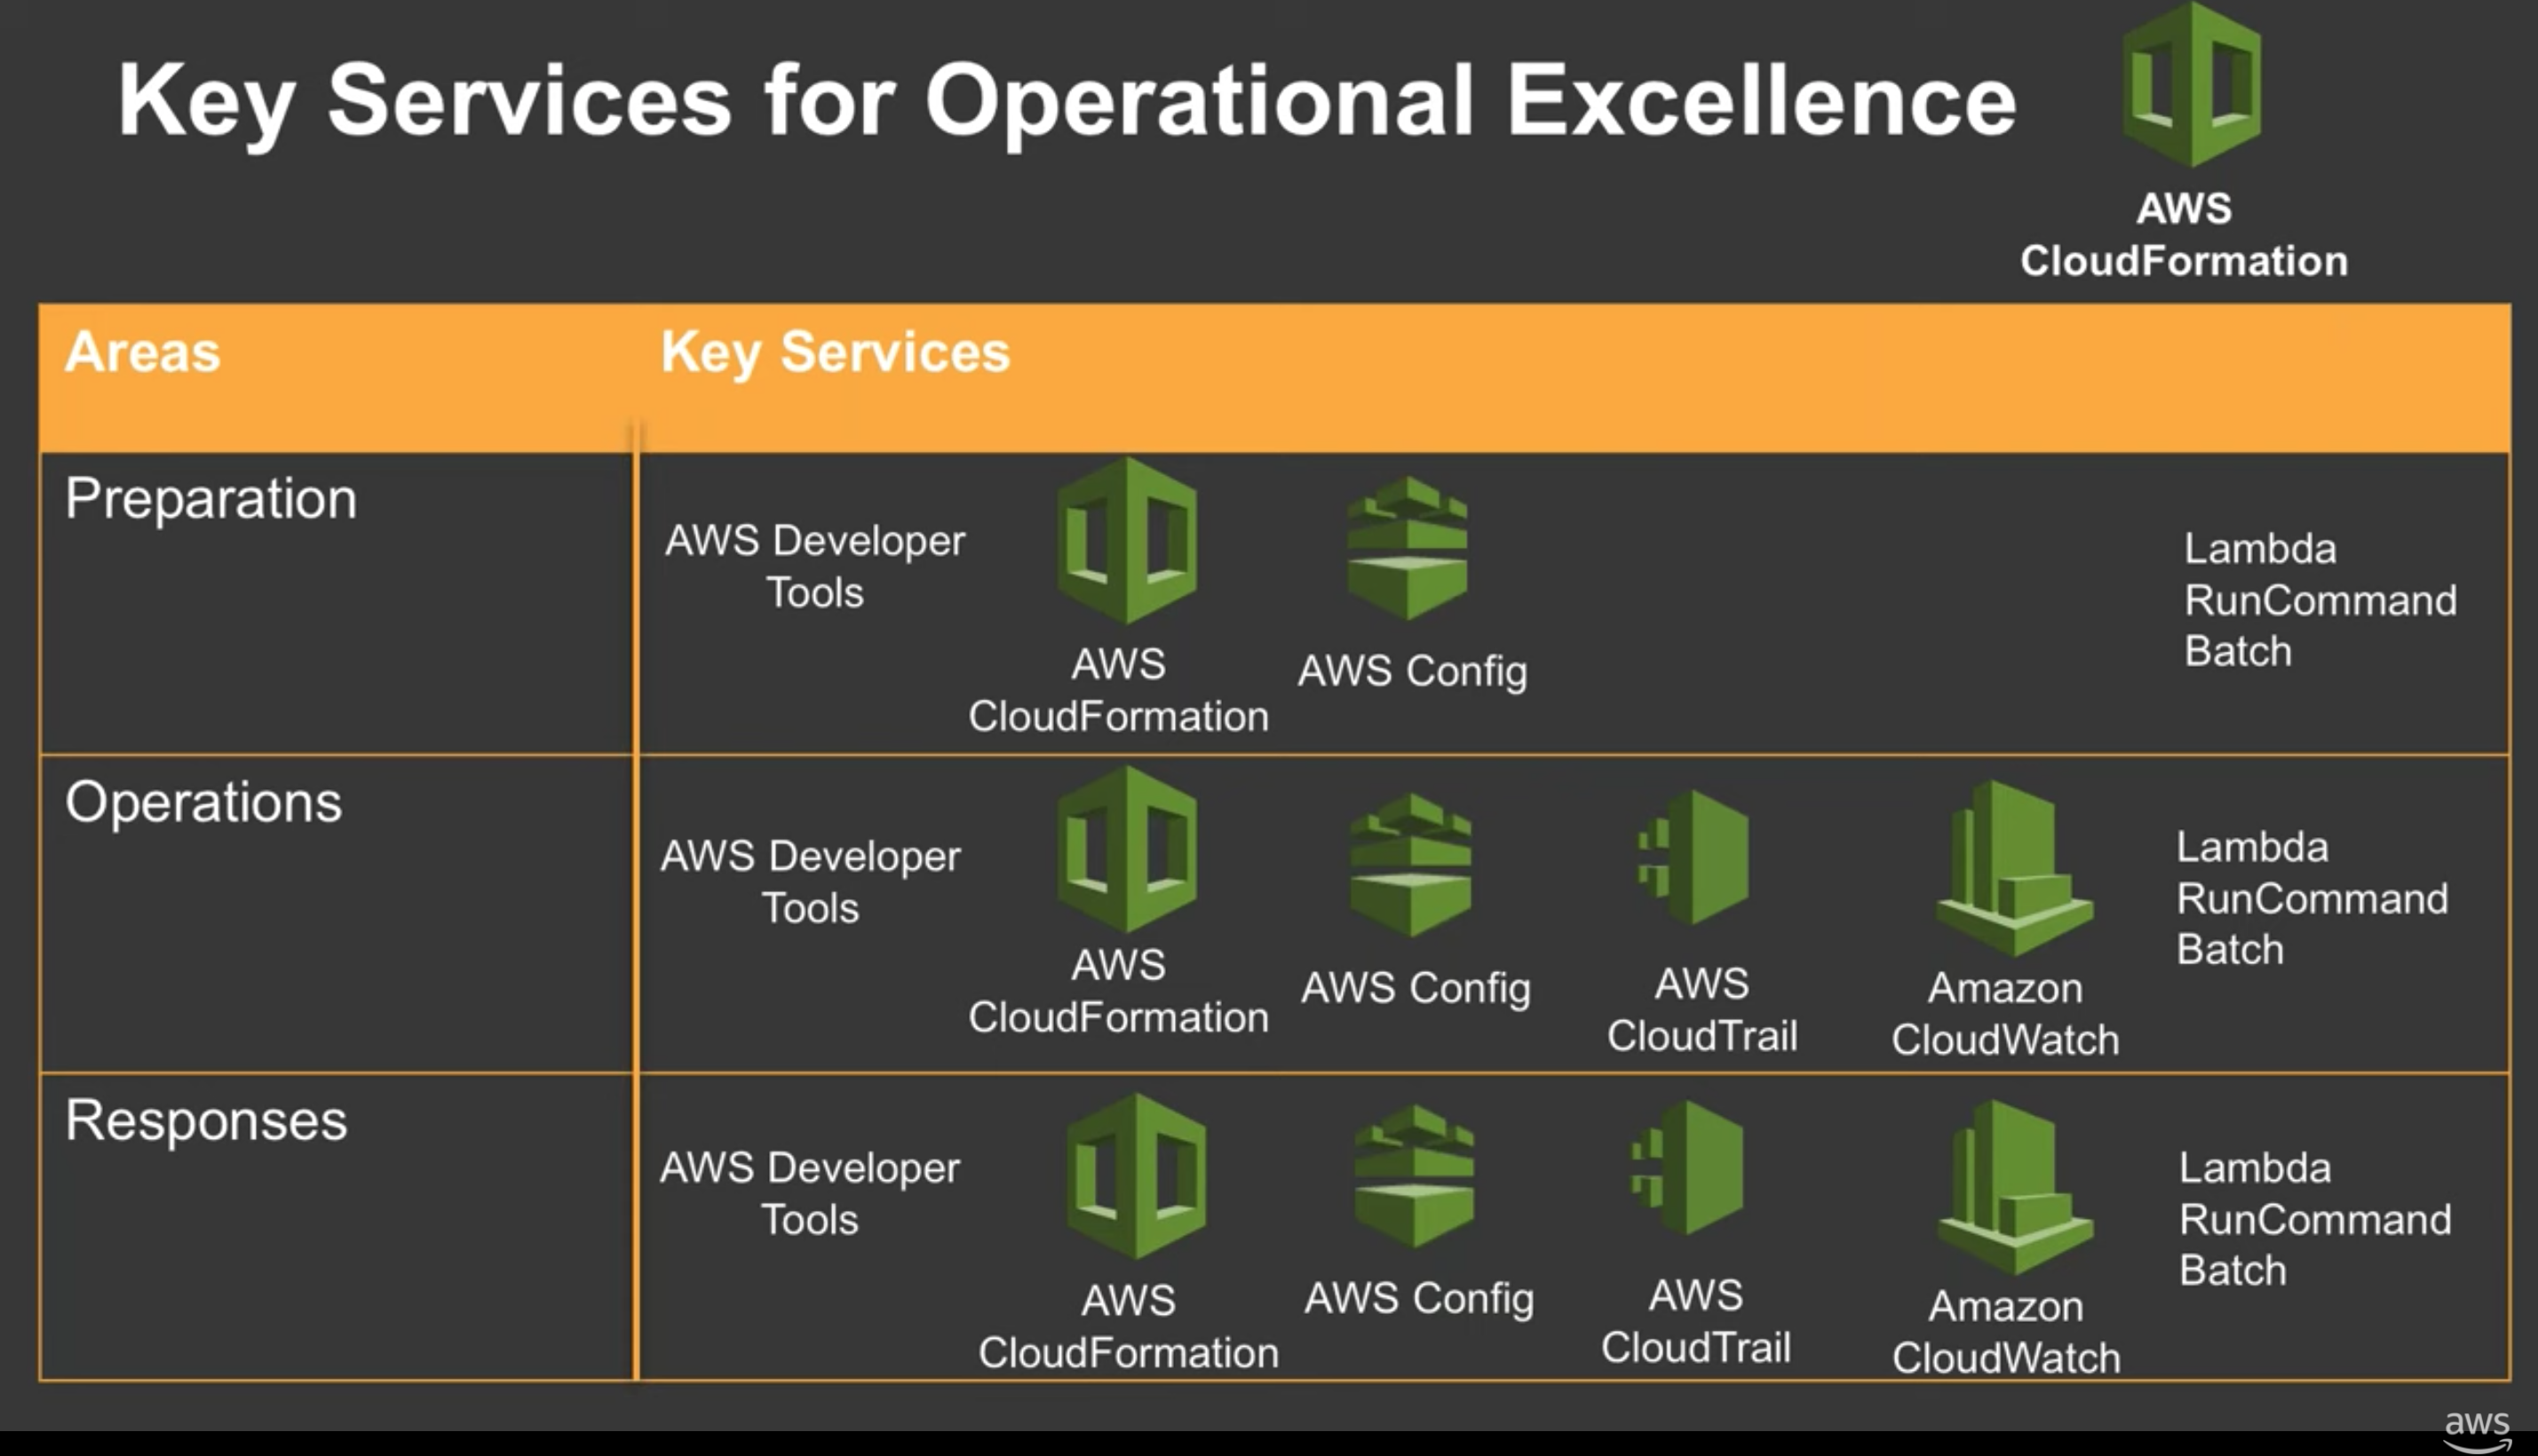 Key Services for Operational Excellence
AWS
CloudFormation
Areas
Key Services
Preparation
AWS Developer
Tools
AWS
CloudFormation
AWS Config
Lambda
RunCommand
Batch
Operations
AWS Developer
Tools
AWS
CloudFormation
AWS Config
AWS
CloudTrail
Amazon
CloudWatch
Lambda
RunCommand
Batch
Responses
AWS Developer
Tools
AWS
CloudFormation
AWS Config
AWS
CloudTrail
Amazon
CloudWatch
Lambda
RunCommand
Batch
aws